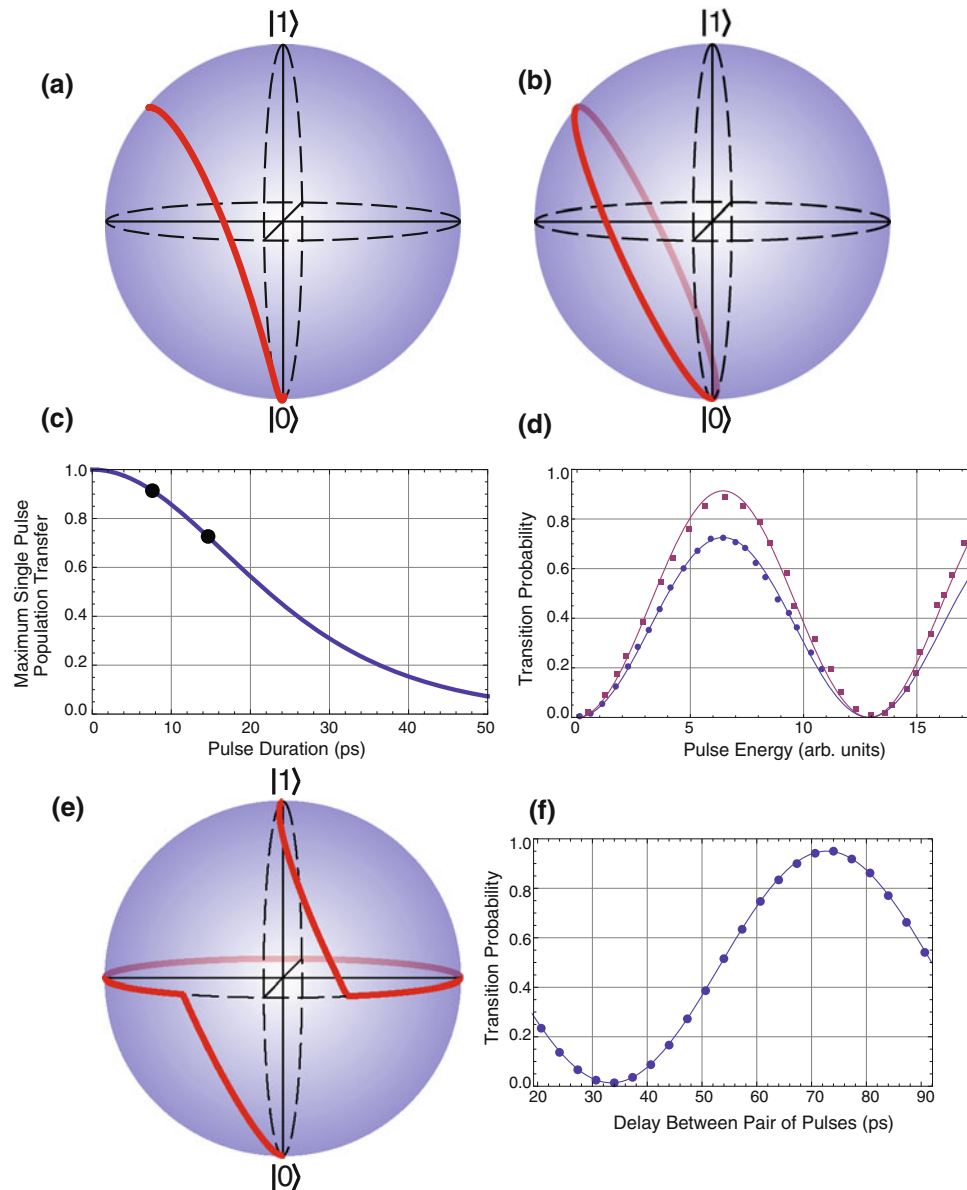 |1⟩
|1⟩
(a)
(b)
|0⟩
|0⟩
(c)
(d)
1.0
0.8
0.6
0.4
0.2
0.0
Maximum Single Pulse
Population Transfer
0 10 20 30 40 50
Pulse Duration (ps)
1.0
0.8
0.6
0.4
0.2
0.0
Transition Probability
0 5 10 15
Pulse Energy (arb. units)
|1⟩
(e)
(f)
|0⟩
1.0
0.8
0.6
0.4
0.2
0.0
Transition Probability
20 30 40 50 60 70 80 90
Delay Between Pair of Pulses (ps)